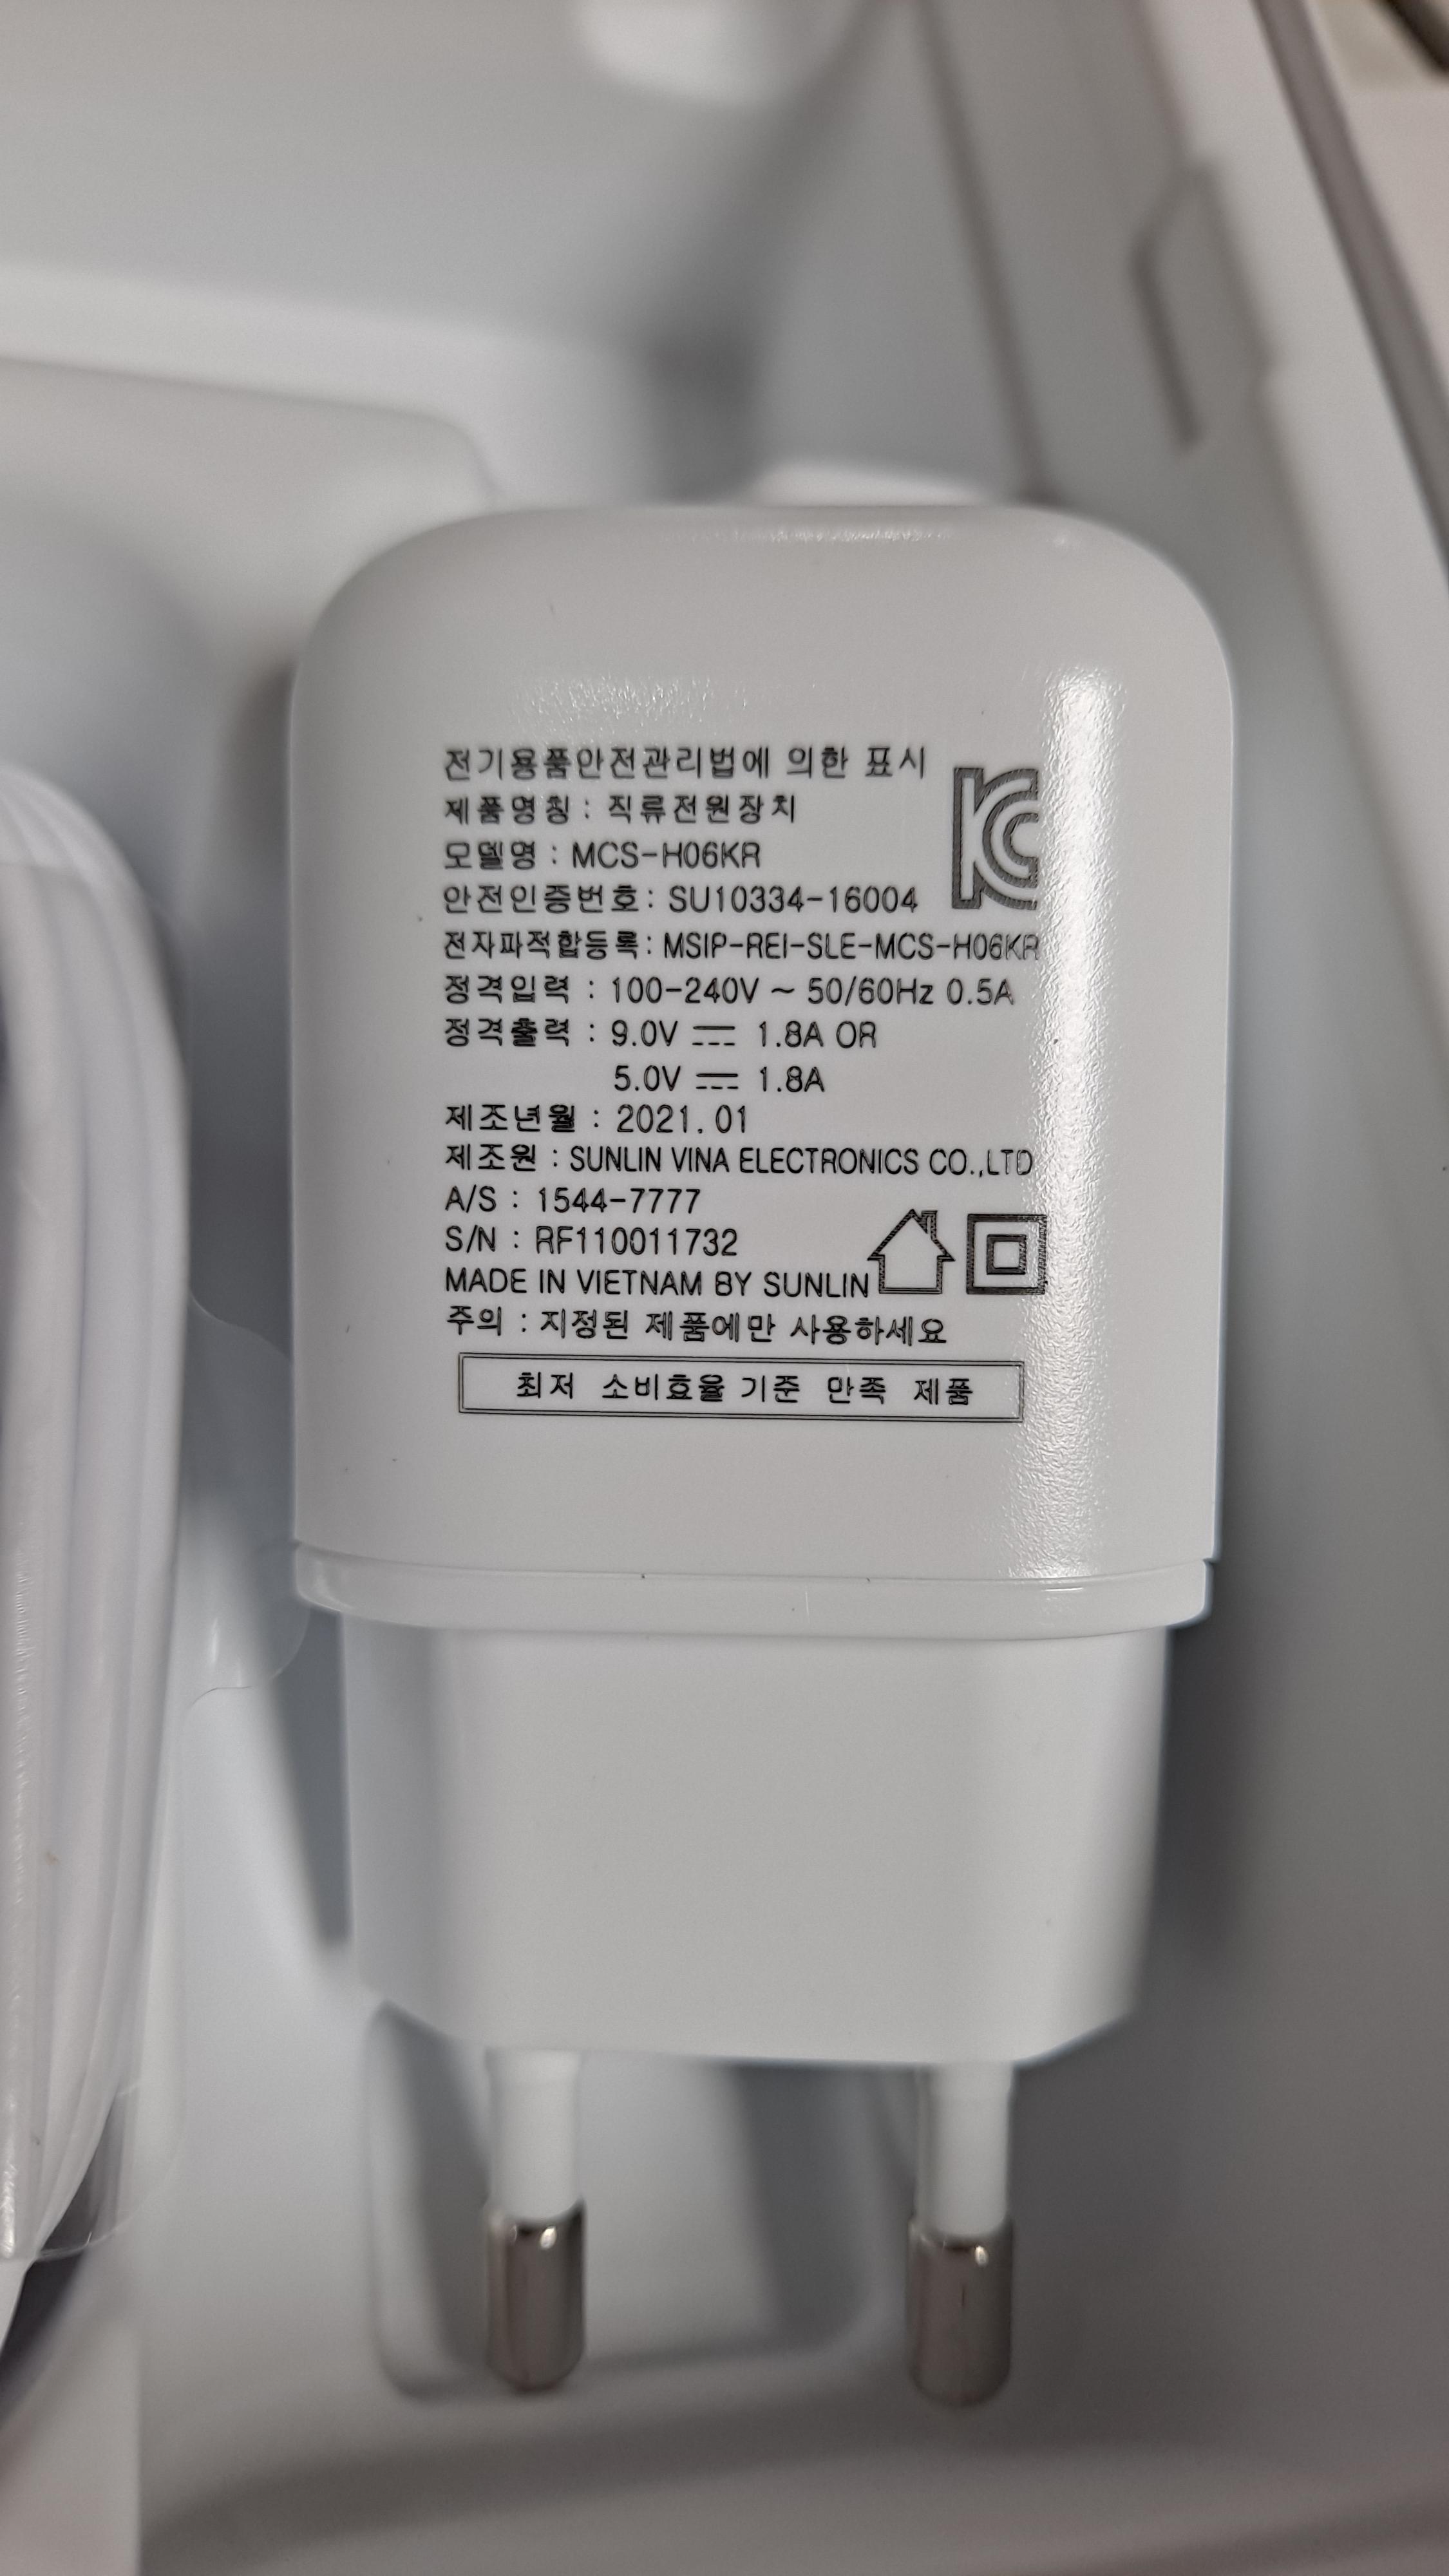 전기용품안전관리법에 의한 표시
제품명칭 : 직류전원장치
모델명 : MCS-H06KR
안전인증번호 : SU10334-16004
전자파적합등록 : MSIP-REI-SLE-MCS-H06KR
정격입력 : 100-240V ~ 50/60Hz 0.5A
정격출력 : 9.0V ⎓ 1.8A OR
5.0V ⎓ 1.8A
제조년월 : 2021.01
제조원 : SUNLIN VINA ELECTRONICS CO.,LTD
A/S : 1544-7777
S/N : RF110011732
MADE IN VIETNAM BY SUNLIN
주의 : 지정된 제품에만 사용하세요
최저 소비효율 기준 만족 제품